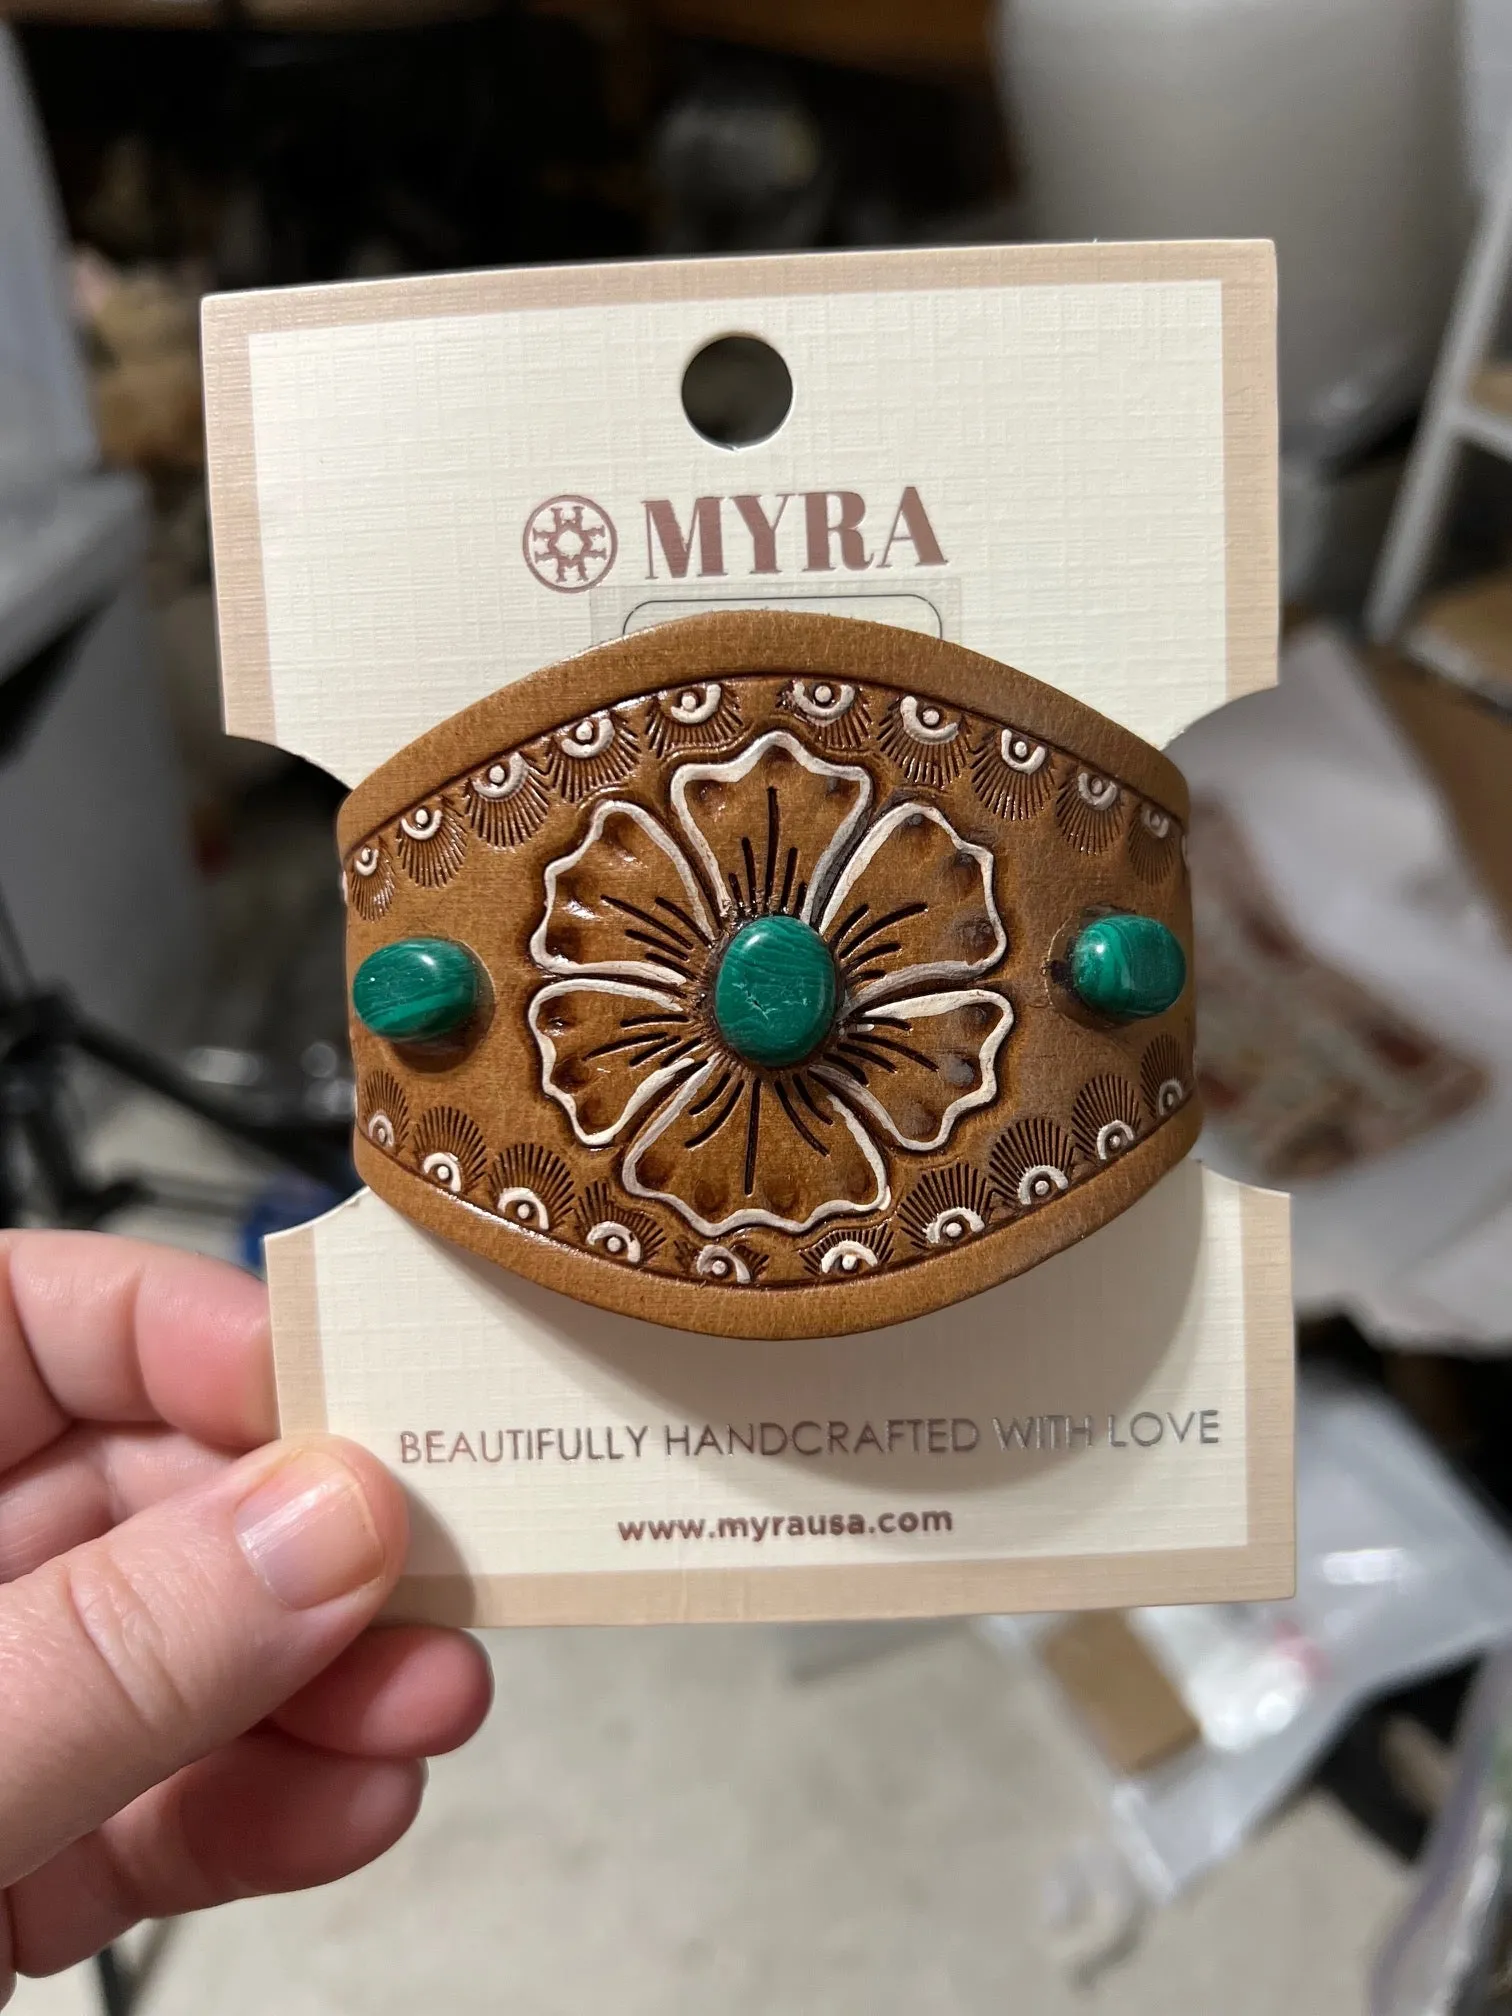 MYRA
BEAUTIFULLY HANDCRAFTED WITH LOVE
www.myrausa.com